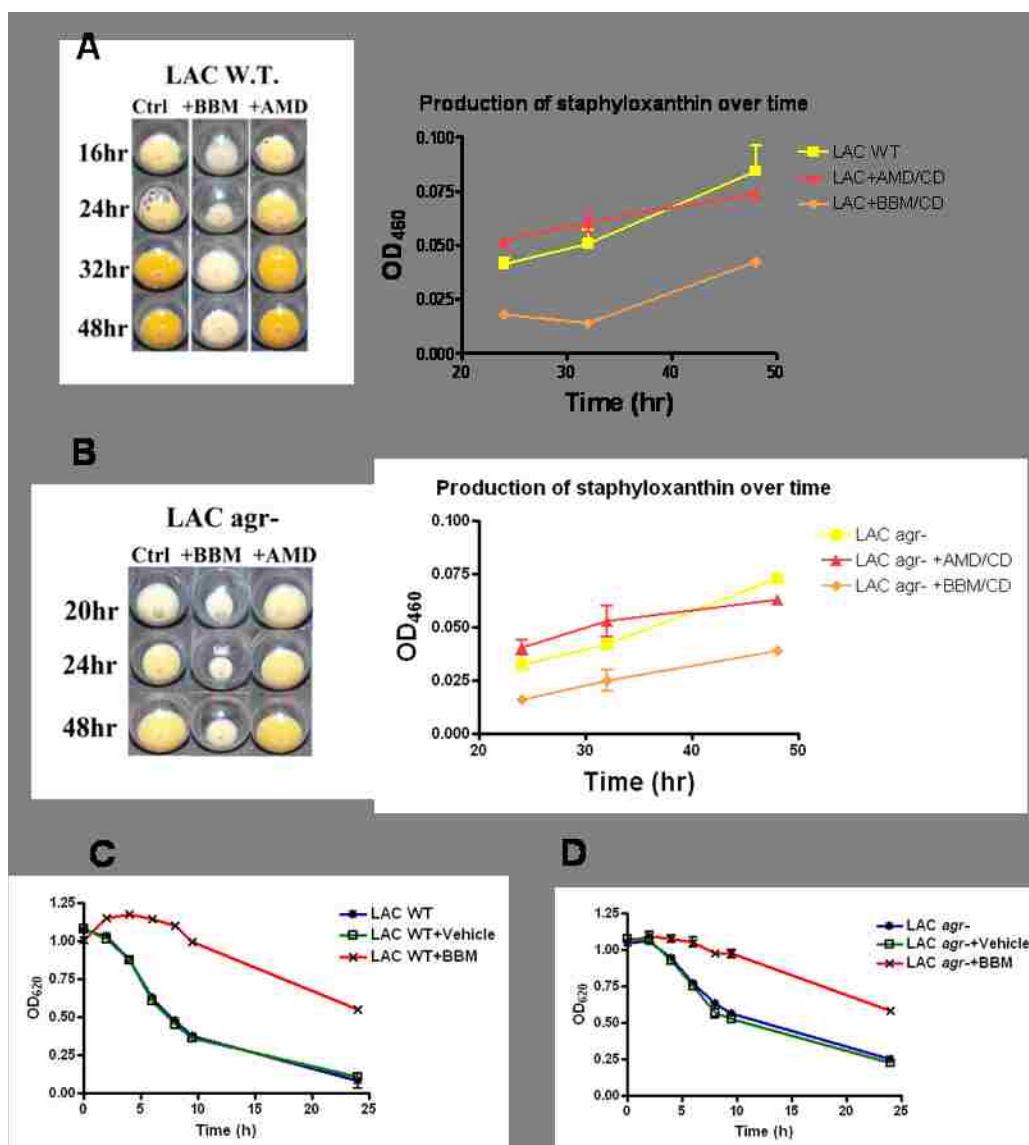 A
LAC W.T.
Ctrl +BBM +AMD
16hr
24hr
32hr
48hr
Production of staphyloxanthin over time
0.100
0.075
0.050
0.025
0.000
OD460
20 30 40 50
Time (hr)
LAC WT
LAC+AMD/CD
LAC+BBM/CD
B
LAC agr-
Ctrl +BBM +AMD
20hr
24hr
48hr
Production of staphyloxanthin over time
0.100
0.075
0.050
0.025
0.000
OD460
20 30 40 50
Time (hr)
LAC agr-
LAC agr- +AMD/CD
LAC agr- +BBM/CD
C
1.25
1.00
0.75
0.50
0.25
0.00
OD620
0 5 10 15 20 25
Time (h)
LAC WT
LAC WT+Vehicle
LAC WT+BBM
D
1.25
1.00
0.75
0.50
0.25
0.00
OD620
0 5 10 15 20 25
Time (h)
LAC agr-
LAC agr-+Vehicle
LAC agr-+BBM